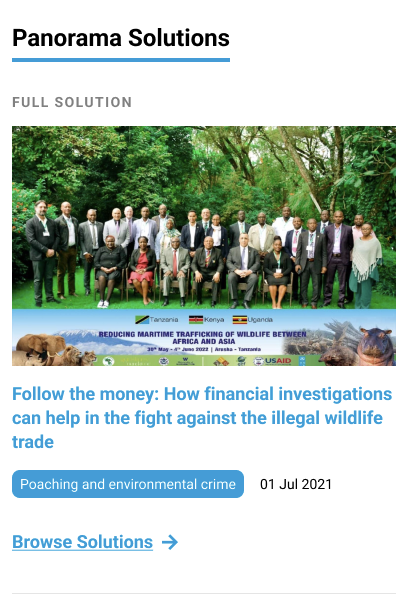 Panorama Solutions
FULL SOLUTION
Tanzania Kenya Uganda
REDUCING MARITIME TRAFFICKING OF WILDLIFE BETWEEN
AFRICA AND ASIA
30th May - 4th June 2022 | Arusha - Tanzania
USAID
Follow the money: How financial investigations
can help in the fight against the illegal wildlife
trade
Poaching and environmental crime
01 Jul 2021
Browse Solutions